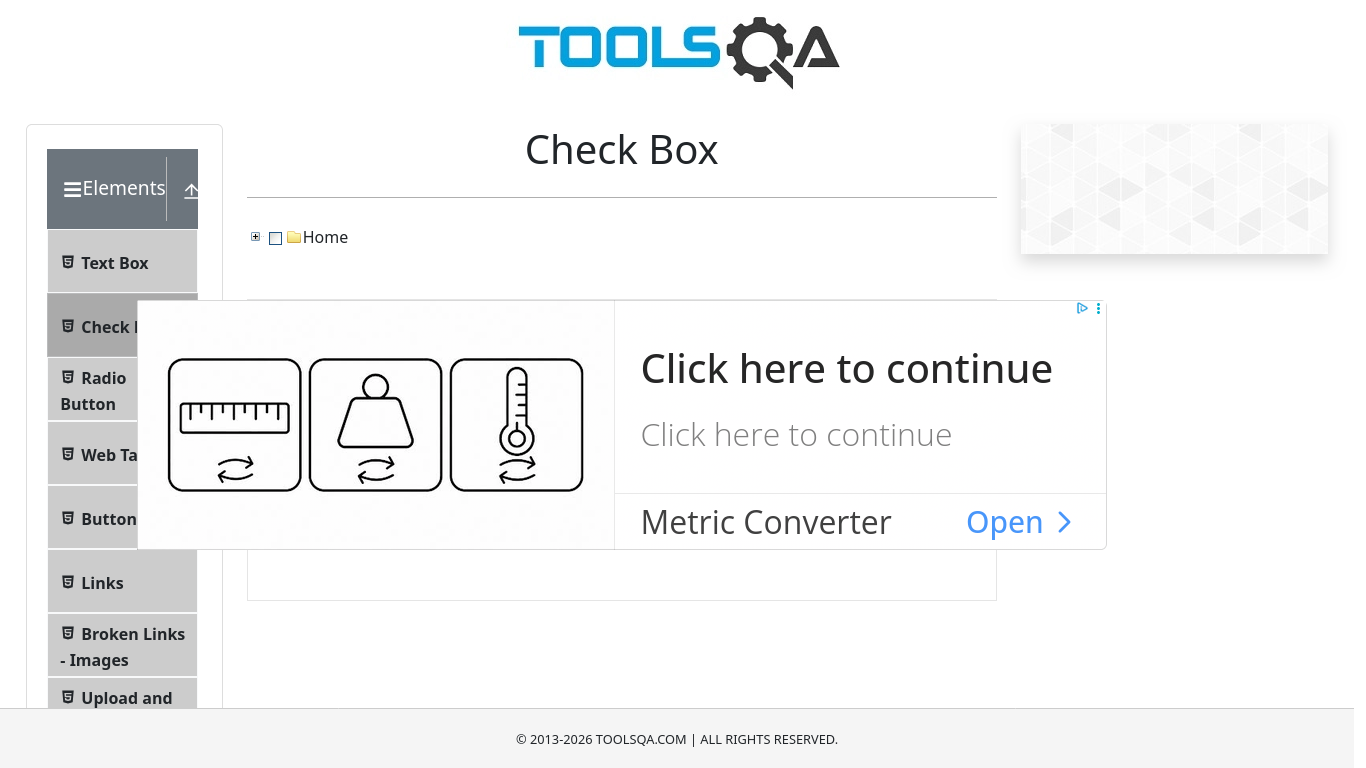 TOOLSQA
Check Box
Elements
Home
Text Box
Check
Radio
Button
Web Ta
Button
Links
Broken Links
- Images
Upload and
Click here to continue
Click here to continue
Metric Converter
Open
© 2013-2026 TOOLSQA.COM | ALL RIGHTS RESERVED.